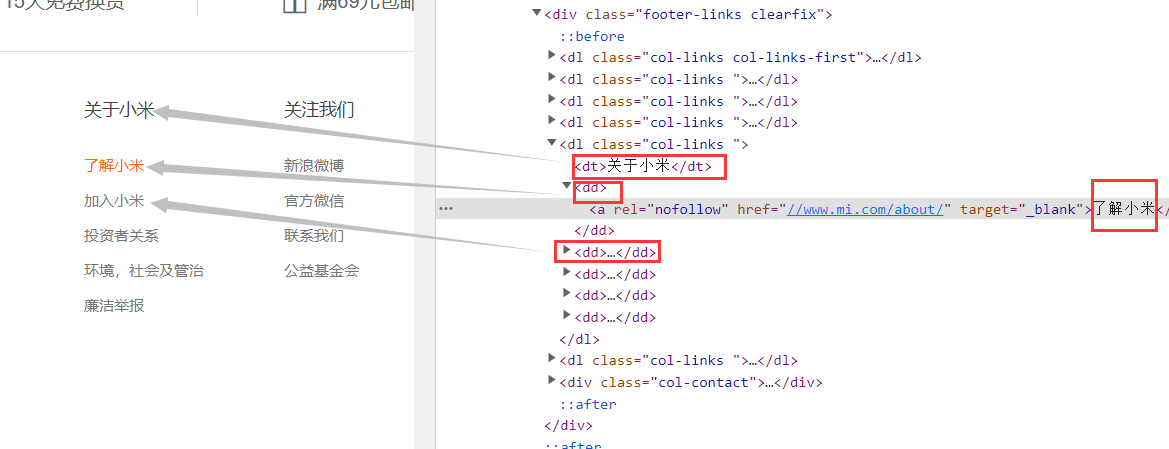 15天免费换货
满69元包邮
关于小米
关注我们
了解小米
新浪微博
加入小米
官方微信
投资者关系
联系我们
环境，社会及管治
公益基金会
廉洁举报
<div class="footer-links clearfix">
::before
<dl class="col-links col-links-first">…</dl>
<dl class="col-links ">…</dl>
<dl class="col-links ">…</dl>
<dl class="col-links ">…</dl>
<dl class="col-links ">
<dt>关于小米</dt>
<dd>
<a rel="nofollow" href="//www.mi.com/about/" target="_blank">了解小米</
</dd>
<dd>…</dd>
<dd>…</dd>
<dd>…</dd>
<dd>…</dd>
</dl>
<dl class="col-links ">…</dl>
<div class="col-contact">…</div>
::after
</div>
::after